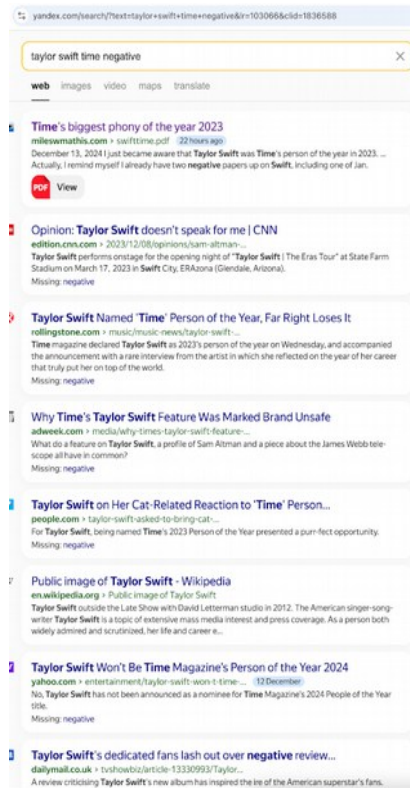 yandex.com/search/?text=taylor+swift+time+negative&lr=103066&clid=1836588
taylor swift time negative
web images video maps translate
Time's biggest phony of the year 2023
mileswmathis.com › swifttime.pdf 22 hours ago
December 13, 2024 I just became aware that Taylor Swift was Time's person of the year in 2023. ...
Actually, I remind myself I already have two negative papers up on Swift, including one of Jan.
PDF View
Opinion: Taylor Swift doesn't speak for me | CNN
edition.cnn.com › 2023/12/08/opinions/sam-altman-...
Taylor Swift performs onstage for the opening night of "Taylor Swift | The Eras Tour" at State Farm
Stadium on March 17, 2023 in Swift City, ERAzona (Glendale, Arizona).
Missing: negative
Taylor Swift Named 'Time' Person of the Year, Far Right Loses It
rollingstone.com › music/music-news/taylor-swift-...
Time magazine declared Taylor Swift as 2023's person of the year on Wednesday, and accompanied
the announcement with a rare interview from the artist in which she reflected on the year of her career
that truly put her on top of the world.
Missing: negative
Why Time's Taylor Swift Feature Was Marked Brand Unsafe
adweek.com › media/why-times-taylor-swift-feature-...
What do a feature on Taylor Swift, a profile of Sam Altman and a piece about the James Webb tele-
scope all have in common?
Missing: negative
Taylor Swift on Her Cat-Related Reaction to 'Time' Person...
people.com › taylor-swift-asked-to-bring-cat-...
For Taylor Swift, being named Time's 2023 Person of the Year presented a purr-fect opportunity.
Missing: negative
Public image of Taylor Swift - Wikipedia
en.wikipedia.org › Public image of Taylor Swift
Taylor Swift outside the Late Show with David Letterman studio in 2012. The American singer-song-
writer Taylor Swift is a topic of extensive mass media interest and press coverage. As a person both
widely admired and scrutinized, her life and career e...
Taylor Swift Won't Be Time Magazine's Person of the Year 2024
yahoo.com › entertainment/taylor-swift-won-t-time-... 12 December
No, Taylor Swift has not been announced as a nominee for Time Magazine's 2024 People of the Year
title.
Missing: negative
Taylor Swift's dedicated fans lash out over negative review...
dailymail.co.uk › tvshowbiz/article-13330993/Taylor...
A review criticising Taylor Swift's new album has inspired the ire of the American superstar's fans.